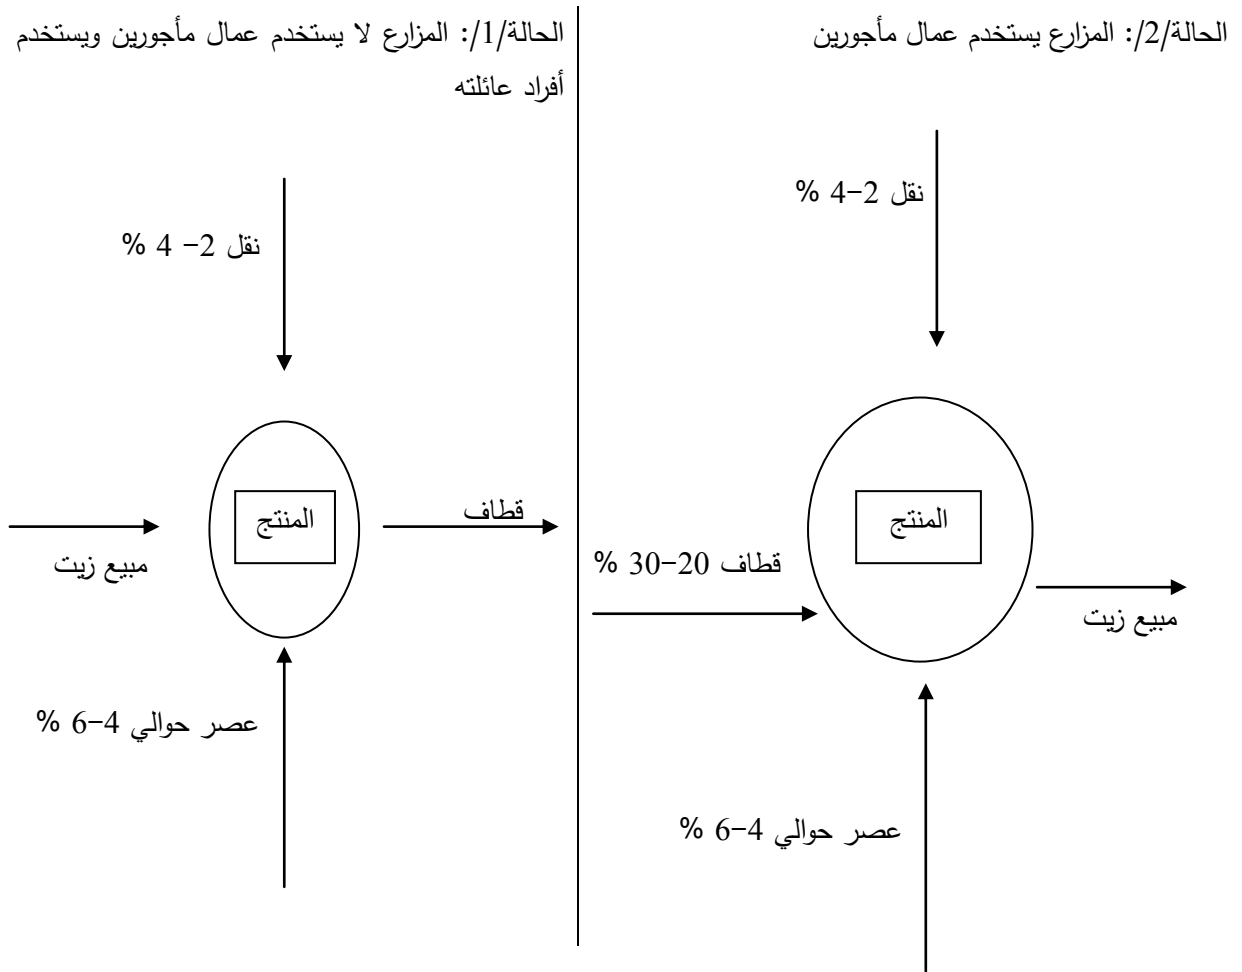 الحالة/1/: المزارع لا يستخدم عمال مأجورين ويستخدم
أفراد عائلته
نقل 2- 4 %
المنتج
قطاف
مبيع زيت
عصر حوالي 4-6 %
الحالة/2/: المزارع يستخدم عمال مأجورين
نقل 2-4 %
المنتج
قطاف 20-30 %
مبيع زيت
عصر حوالي 4-6 %